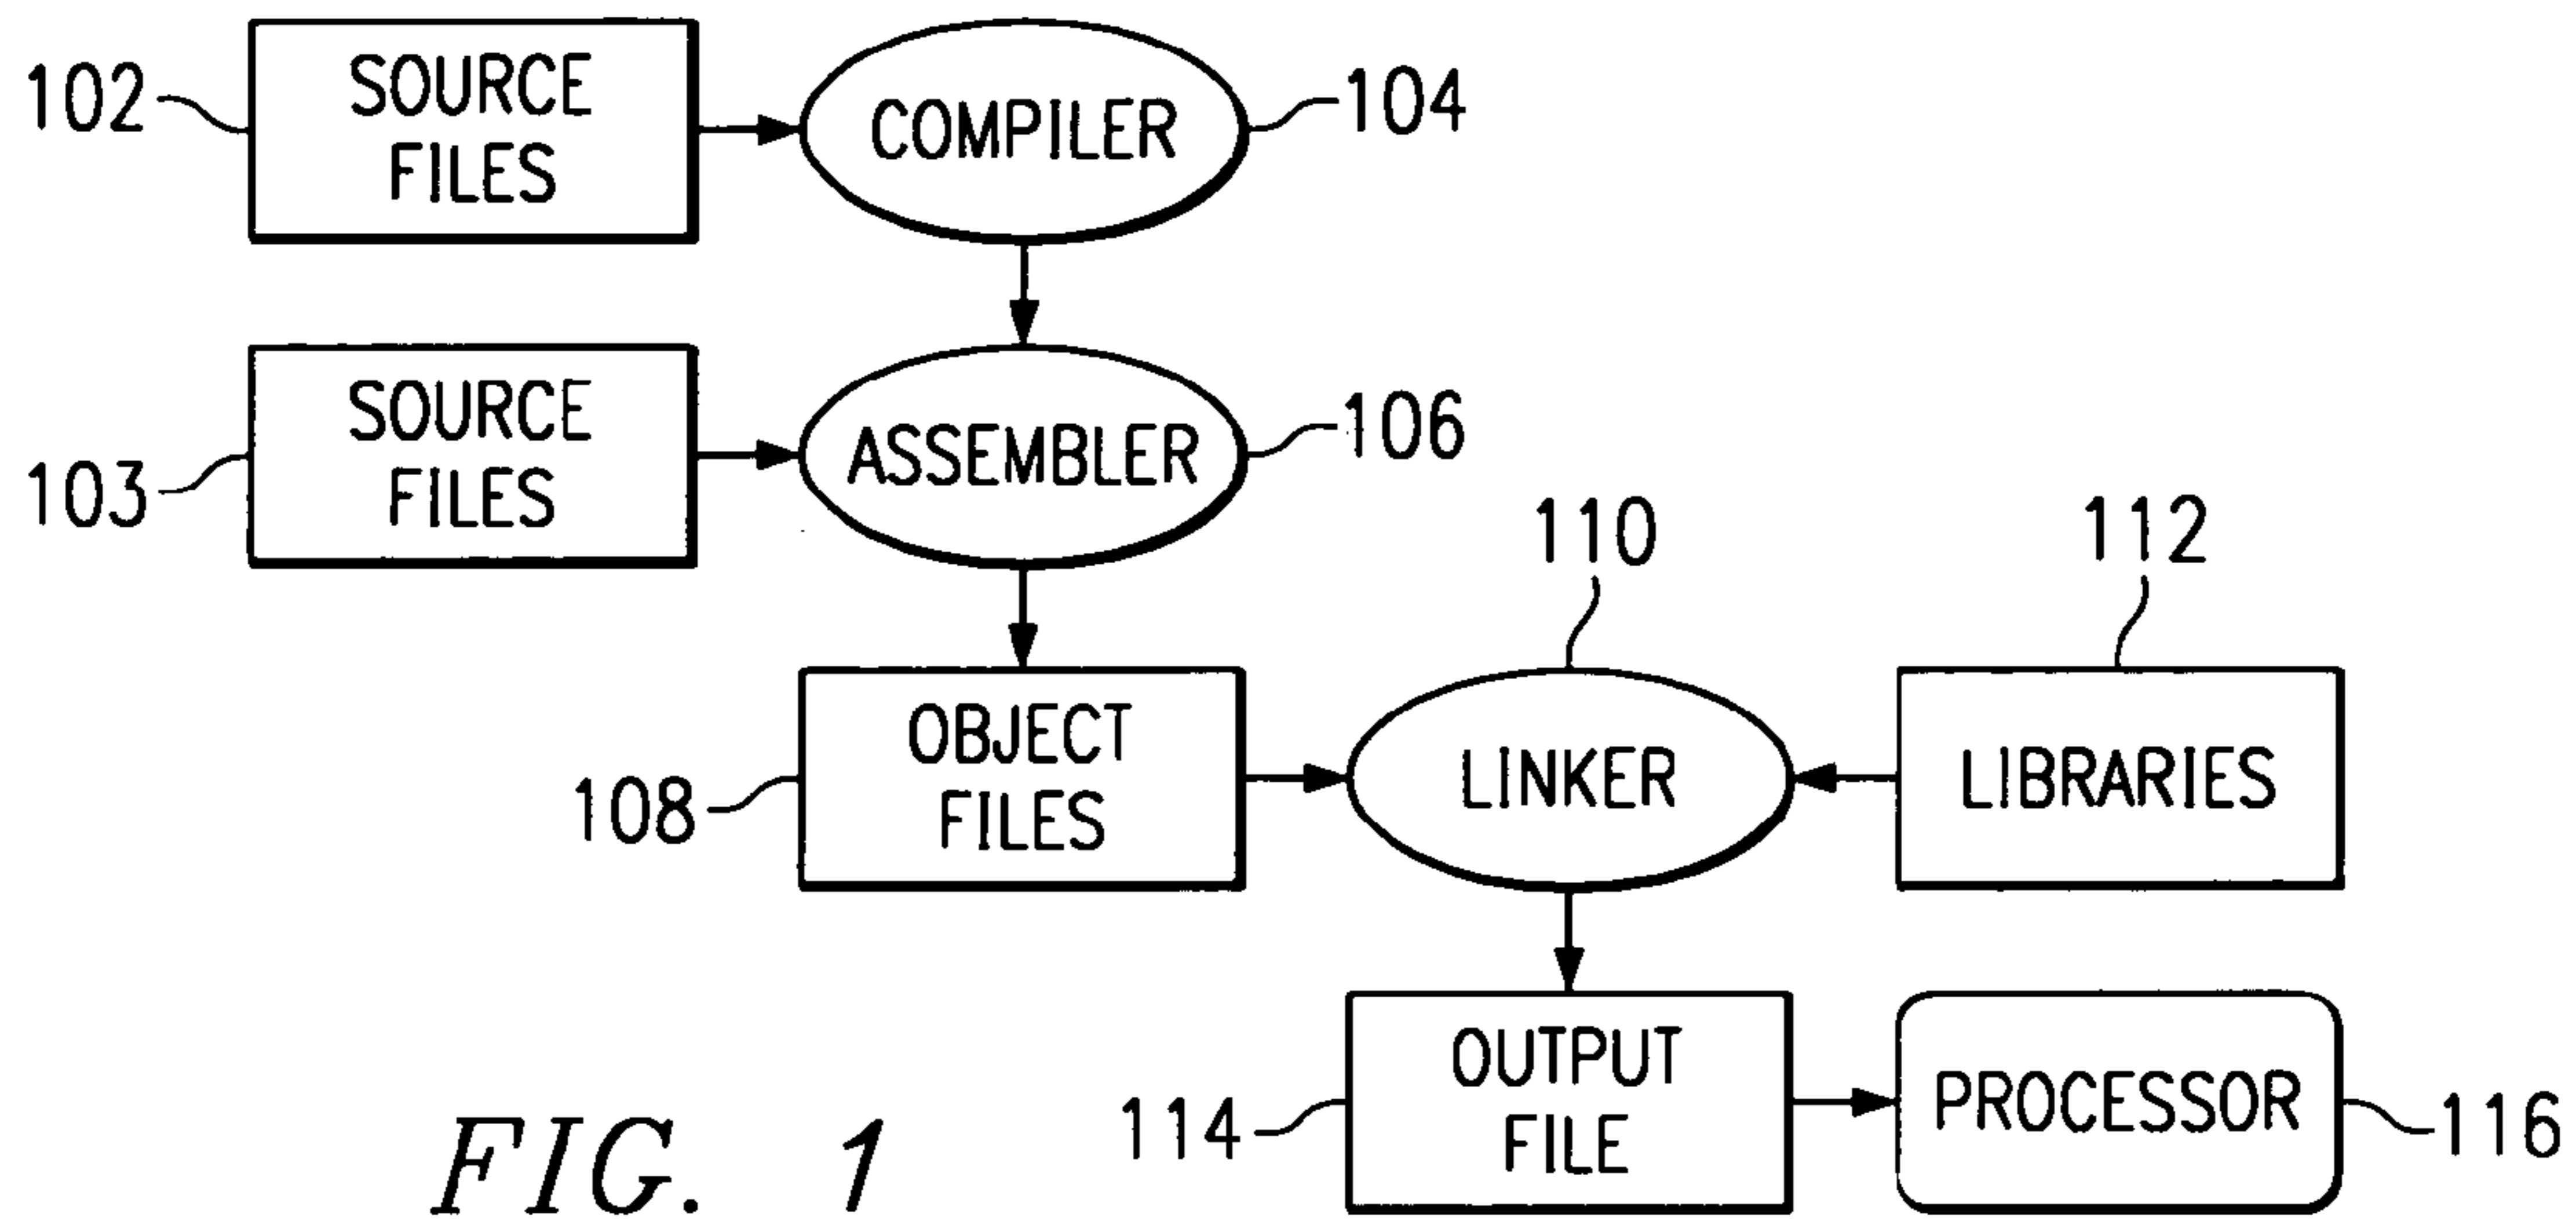 SOURCE
FILES
102
COMPILER
104
SOURCE
FILES
103
ASSEMBLER
106
110
112
OBJECT
FILES
108
LINKER
LIBRARIES
OUTPUT
FILE
114
PROCESSOR
116
FIG. 1